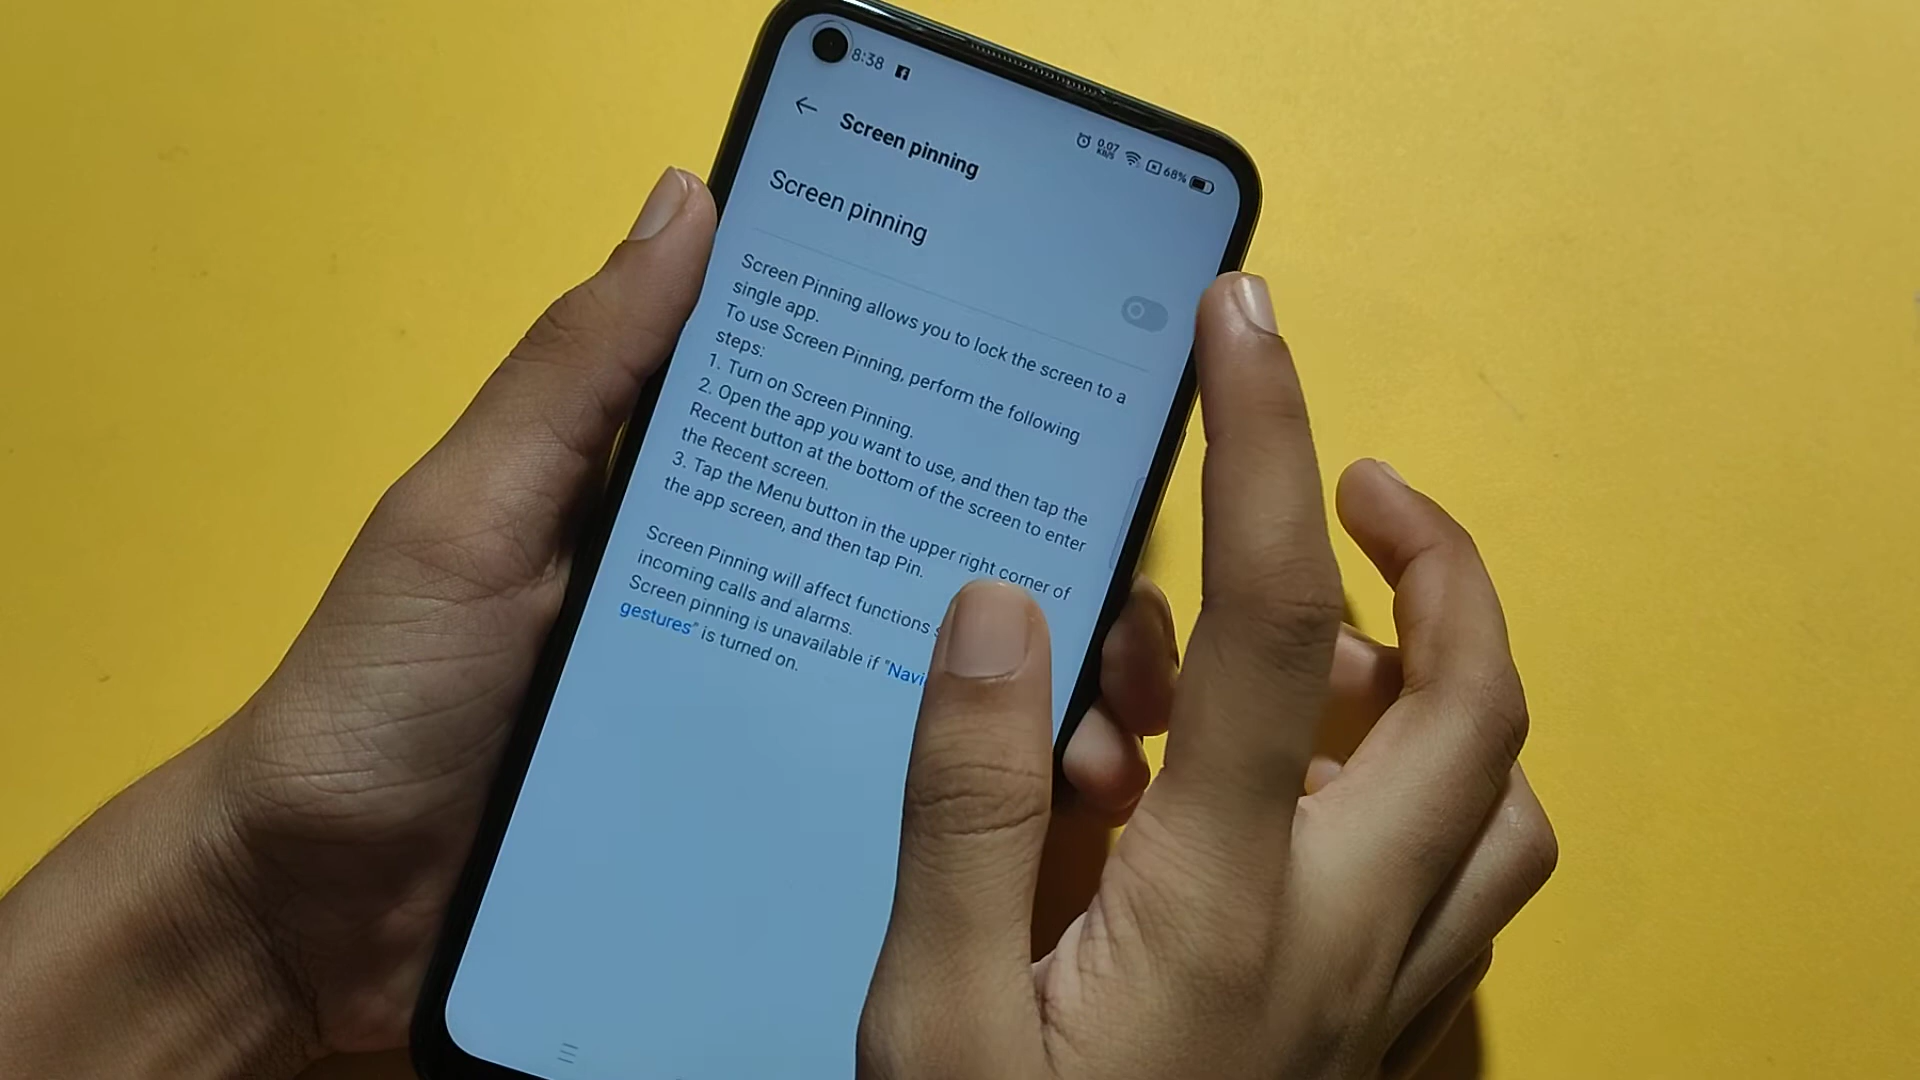 8:38
0.07
KB/S
68%
Screen pinning
Screen pinning
Screen Pinning allows you to lock the screen to a
single app.
To use Screen Pinning, perform the following
steps:
1. Turn on Screen Pinning.
2. Open the app you want to use, and then tap the
Recent button at the bottom of the screen to enter
the Recent screen.
3. Tap the Menu button in the upper right corner of
the app screen, and then tap Pin.
Screen Pinning will affect functions
incoming calls and alarms.
Screen pinning is unavailable if "Navi
gestures" is turned on.